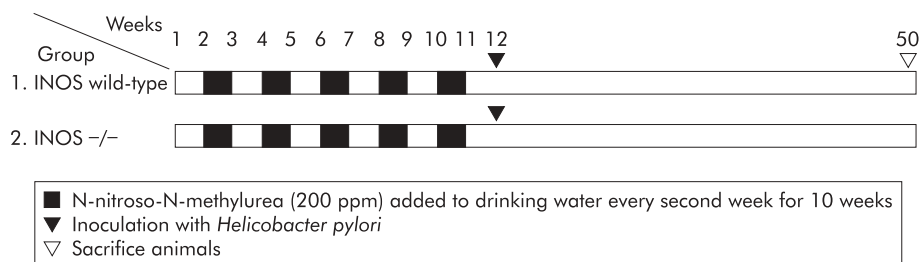 Weeks
1 2 3 4 5 6 7 8 9 10 11 12 50
Group
1. INOS wild-type
2. INOS –/–
N-nitroso-N-methylurea (200 ppm) added to drinking water every second week for 10 weeks
Inoculation with Helicobacter pylori
Sacrifice animals